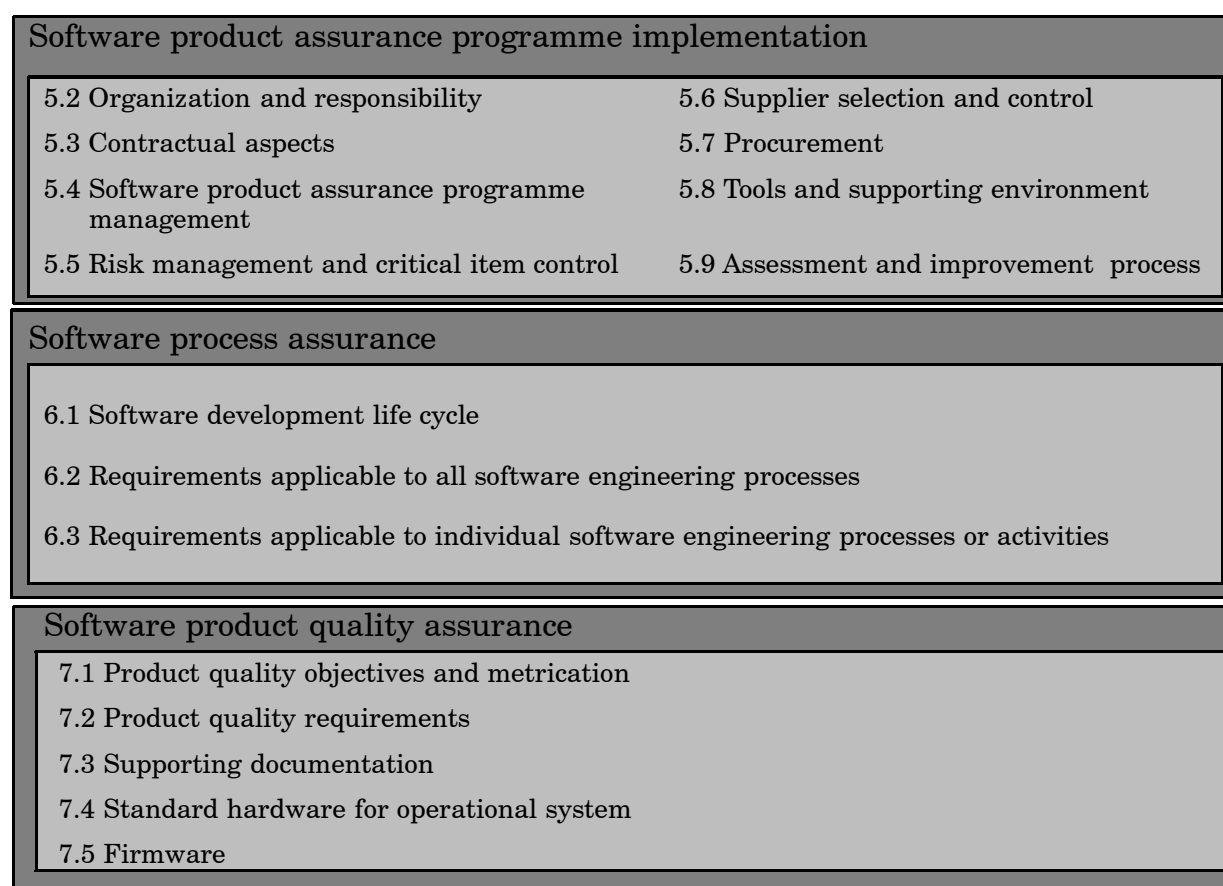 Software product assurance programme implementation
5.2 Organization and responsibility
5.3 Contractual aspects
5.4 Software product assurance programme
management
5.5 Risk management and critical item control
5.6 Supplier selection and control
5.7 Procurement
5.8 Tools and supporting environment
5.9 Assessment and improvement process
Software process assurance
6.1 Software development life cycle
6.2 Requirements applicable to all software engineering processes
6.3 Requirements applicable to individual software engineering processes or activities
Software product quality assurance
7.1 Product quality objectives and metrication
7.2 Product quality requirements
7.3 Supporting documentation
7.4 Standard hardware for operational system
7.5 Firmware